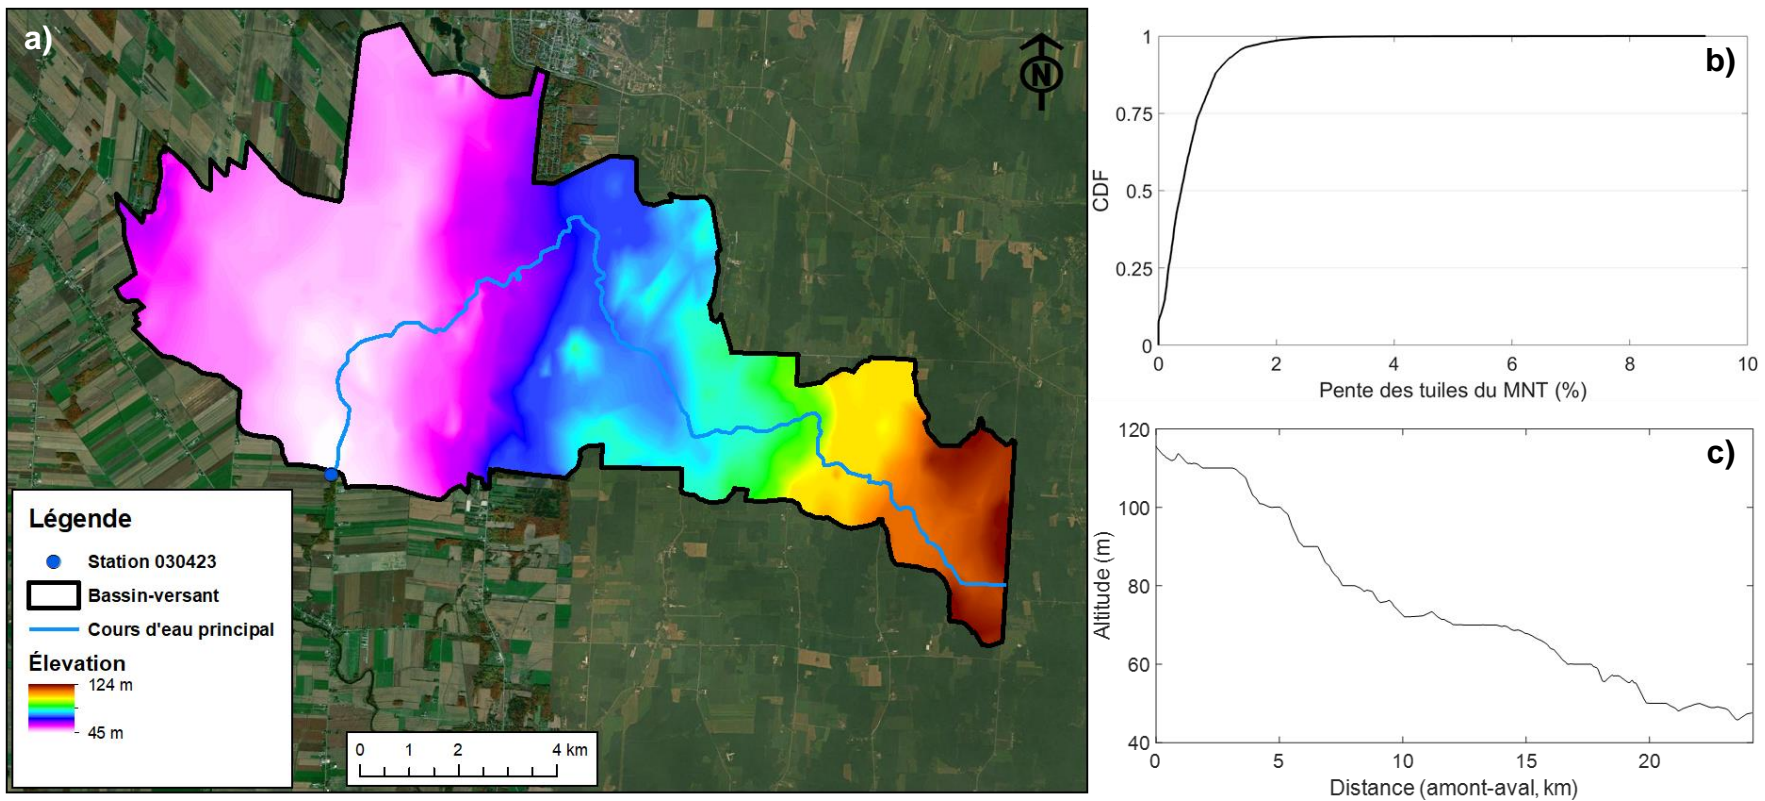 a)
N
Légende
Station 030423
Bassin-versant
Cours d'eau principal
Élevation
124 m
45 m
0 1 2 4 km
b)
CDF
1
0.75
0.5
0.25
0
0 2 4 6 8 10
Pente des tuiles du MNT (%)
c)
Altitude (m)
120
100
80
60
40
0 5 10 15 20
Distance (amont-aval, km)